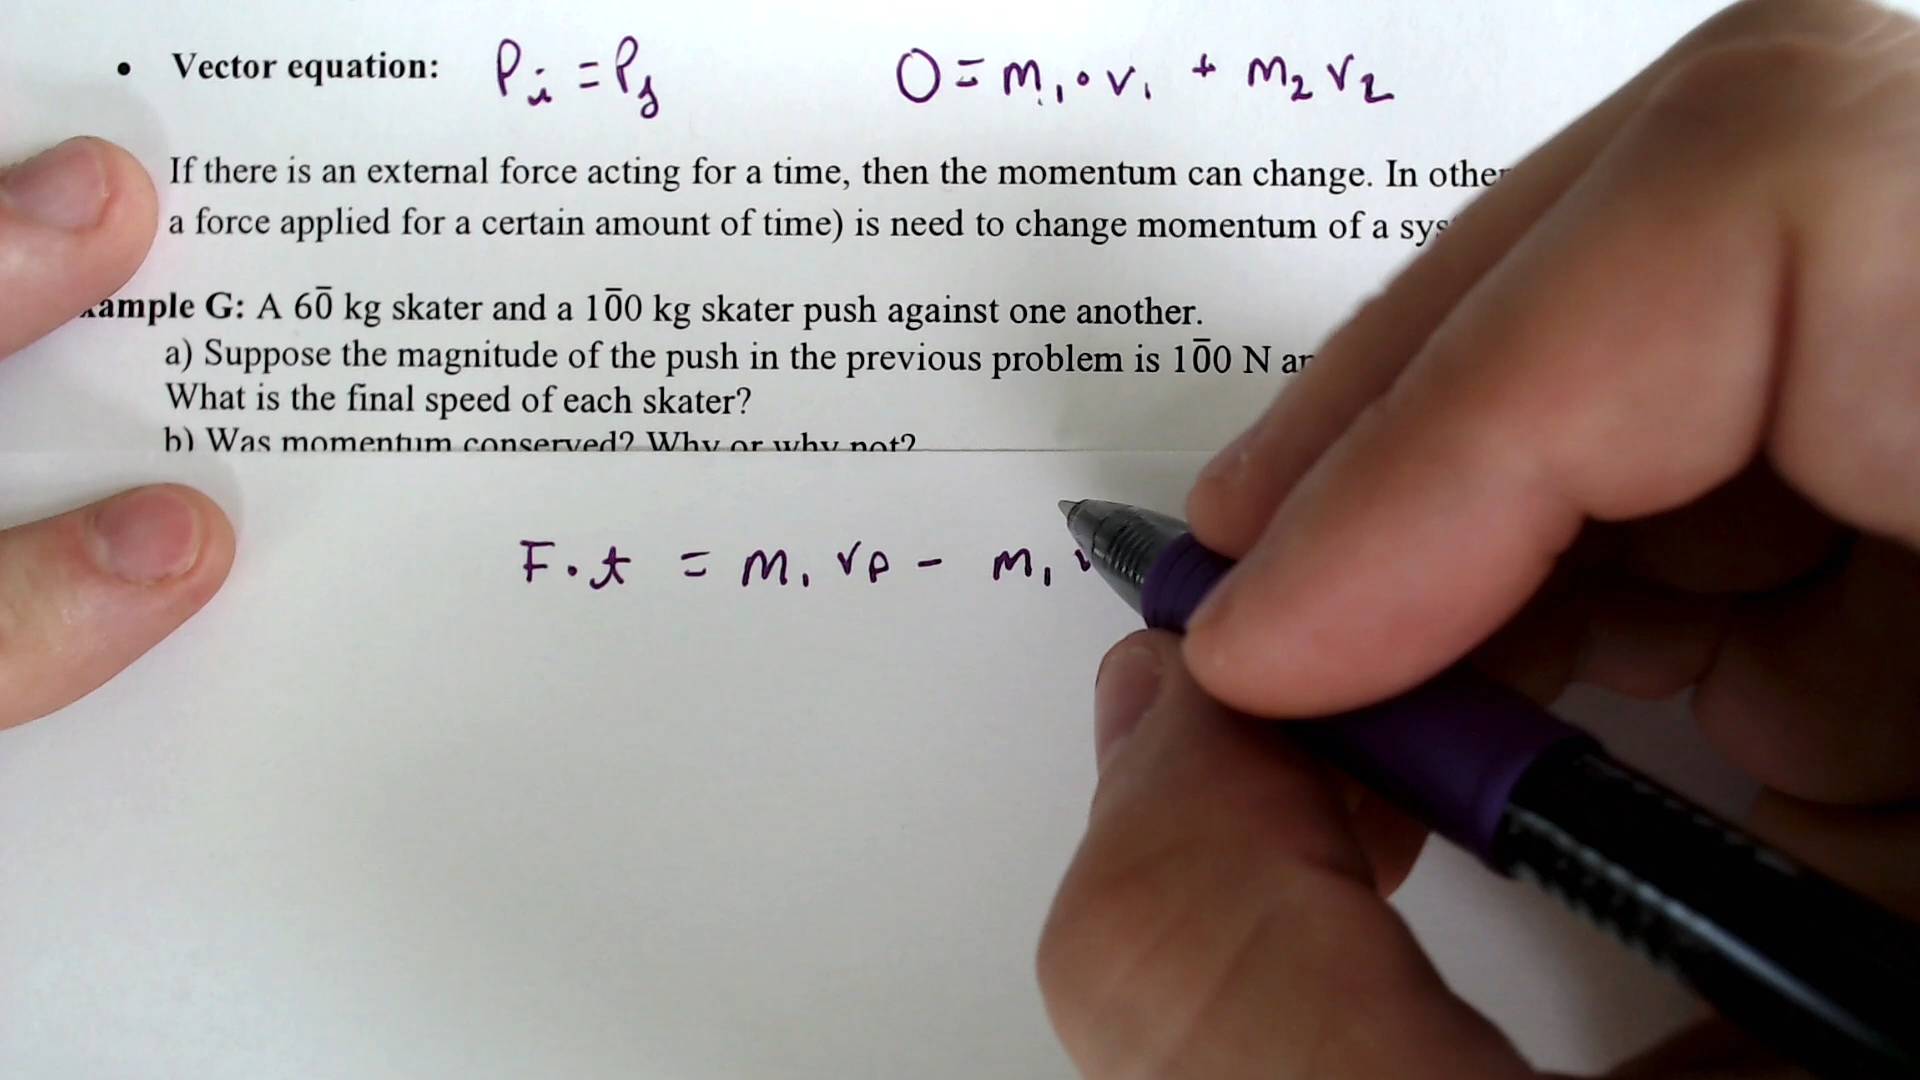 • Vector equation: Pi = Pf 0 = m₁ • v₁ + m₂ v₂
If there is an external force acting for a time, then the momentum can change. In other
a force applied for a certain amount of time) is need to change momentum of a
ample G: A 60̄ kg skater and a 10̄0 kg skater push against one another.
a) Suppose the magnitude of the push in the previous problem is 10̄0 N
What is the final speed of each skater?
b) Was momentum conserved? Why or why not?
F • t = m₁ vf - m₁